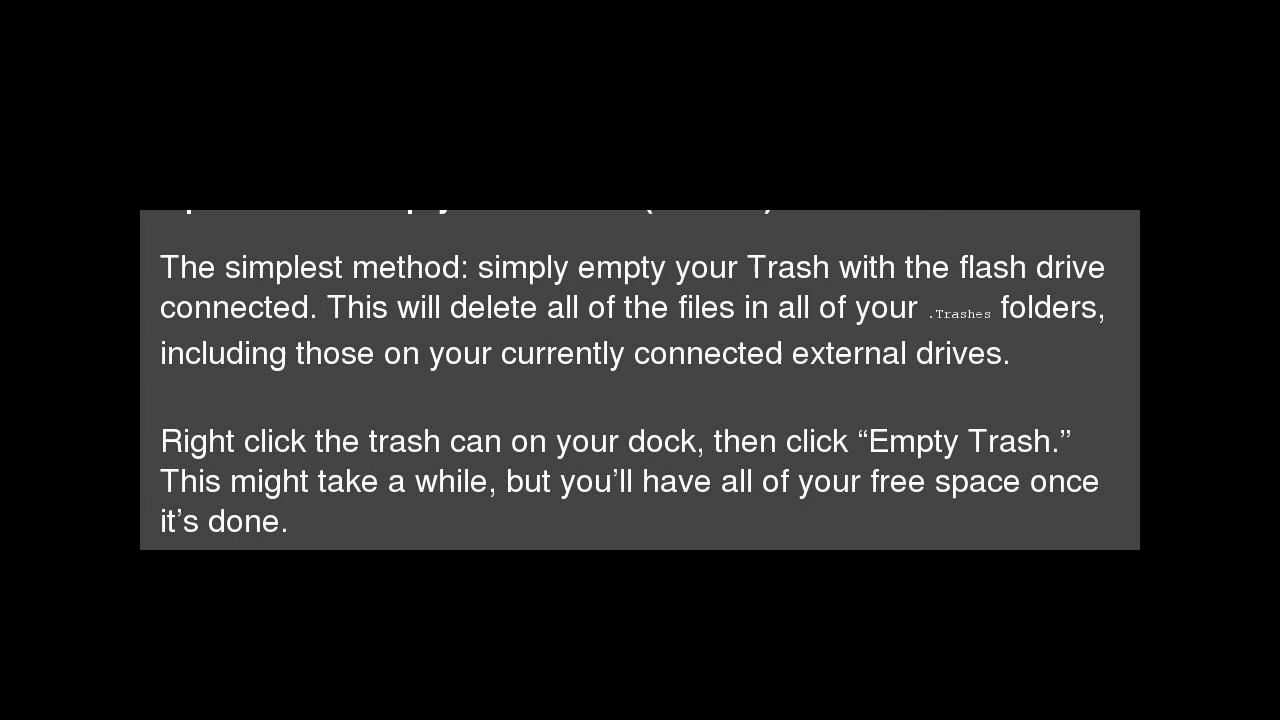 The simplest method: simply empty your Trash with the flash drive
connected. This will delete all of the files in all of your .Trashes folders,
including those on your currently connected external drives.
Right click the trash can on your dock, then click “Empty Trash.”
This might take a while, but you’ll have all of your free space once
it’s done.